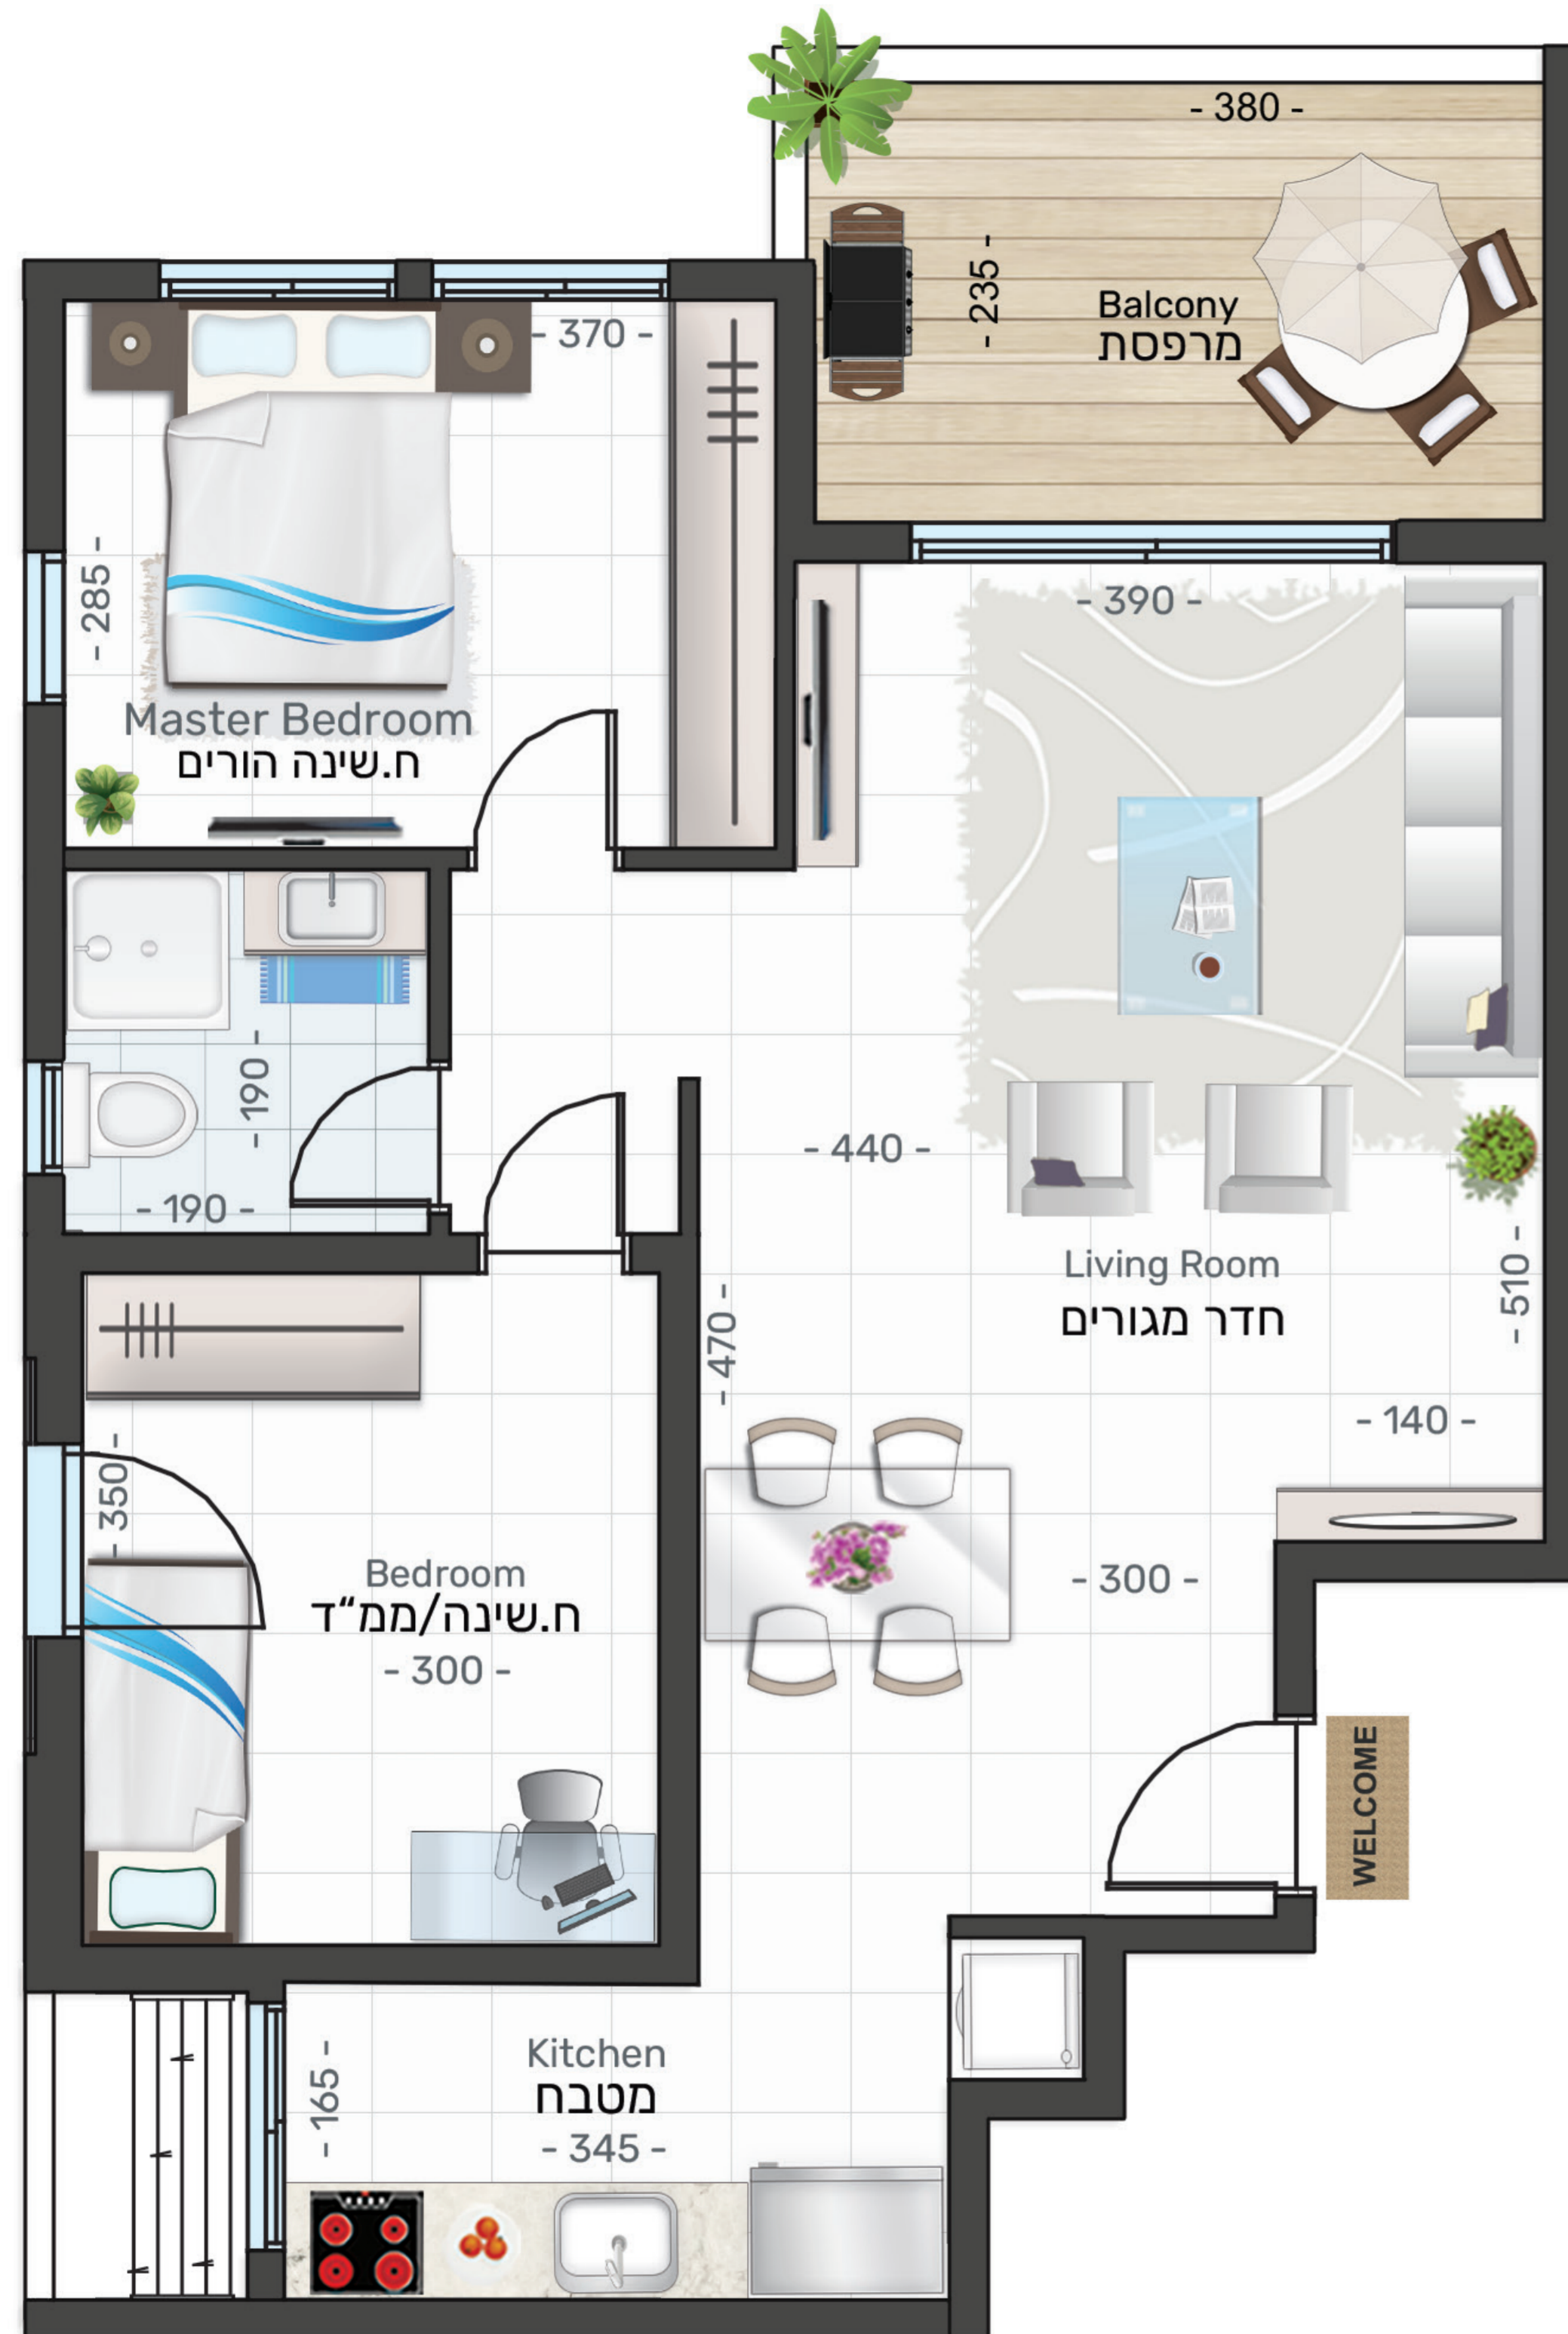 - 380 -
- 235 -
Balcony
מרפסת
- 370 -
- 285 -
Master Bedroom
ח.שינה הורים
- 390 -
- 190 -
- 190 -
- 440 -
Living Room
חדר מגורים
- 510 -
- 470 -
- 140 -
- 350 -
Bedroom
ח.שינה/ממ“ד
- 300 -
- 300 -
WELCOME
Kitchen
מטבח
- 345 -
- 165 -